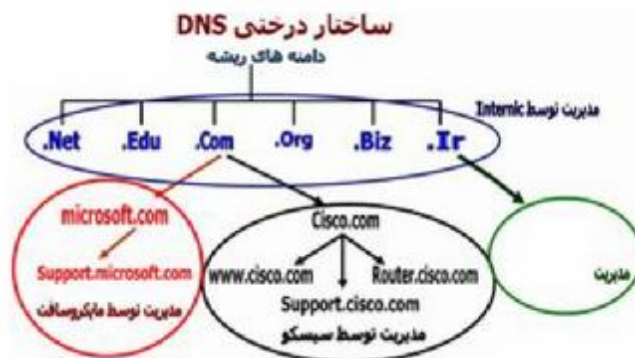 ساختار درختی DNS
دامنه های ریشه
مدیریت توسط Internic
.Net .Edu .Com .Org .Biz .Ir
microsoft.com
Support.microsoft.com
مدیریت توسط مایکروسافت
Cisco.com
www.cisco.com Router.cisco.com
Support.cisco.com
مدیریت توسط سیسکو
مدیریت